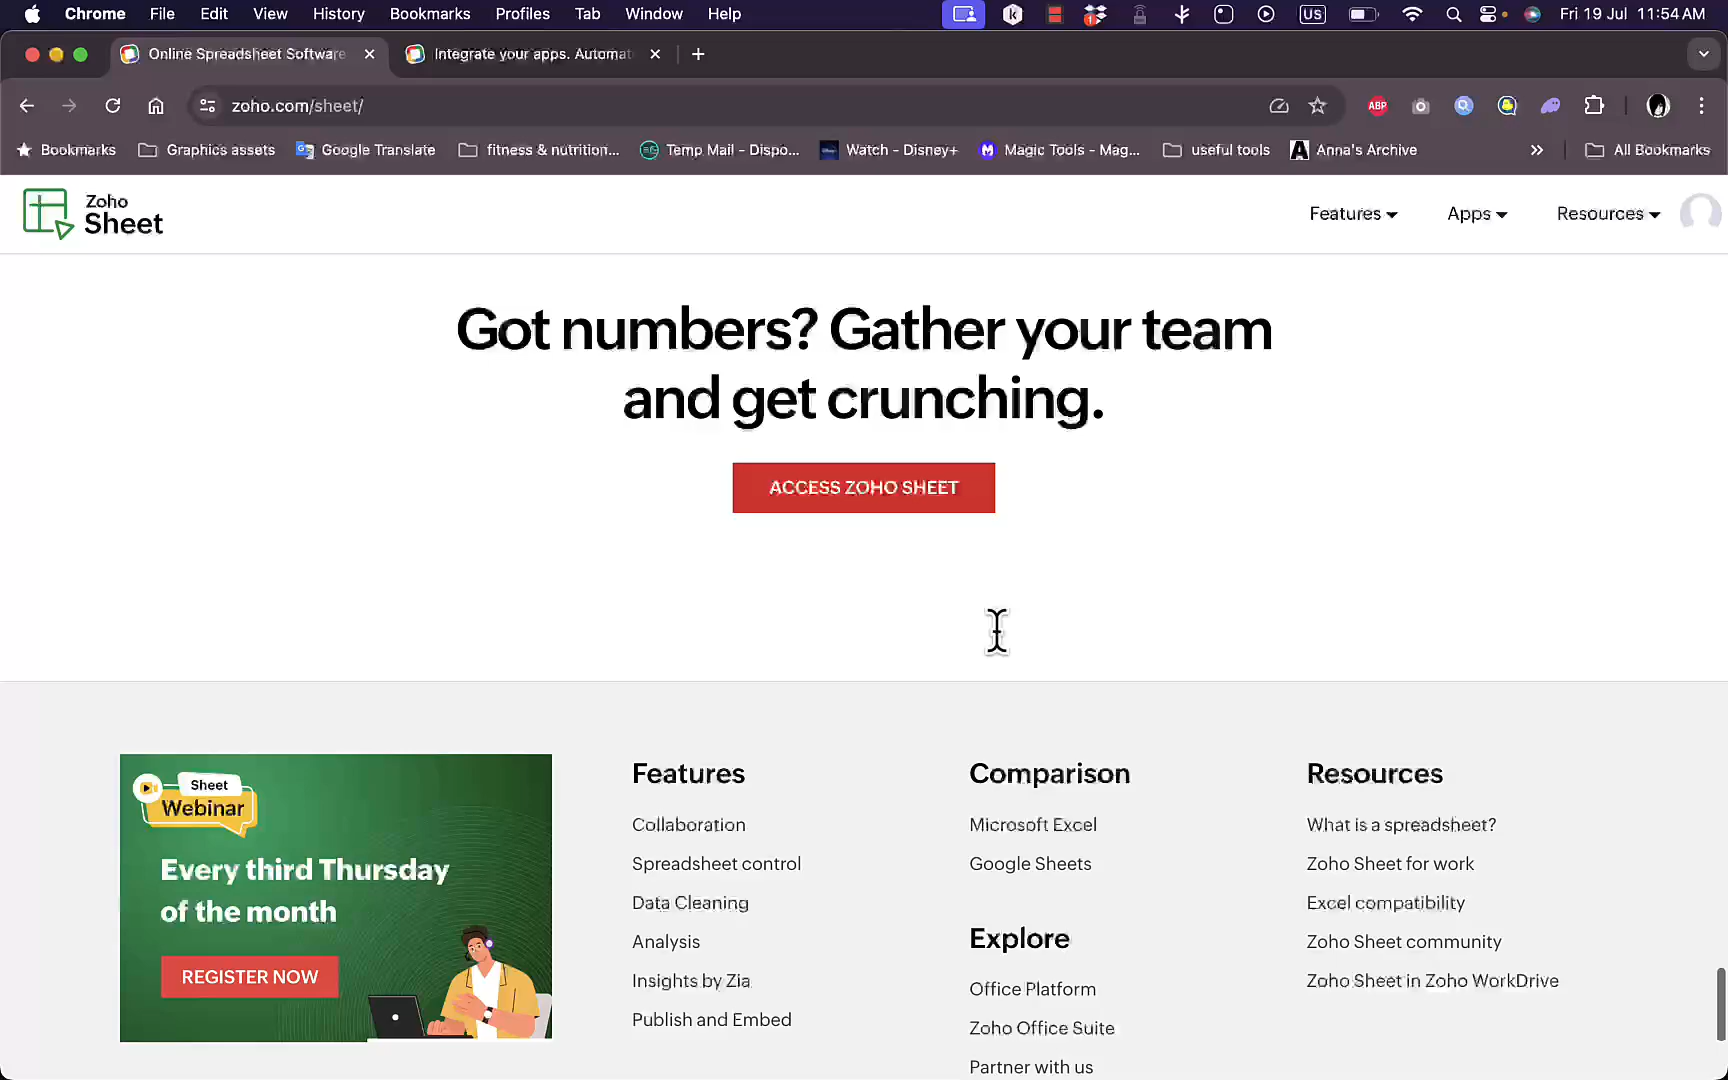 Chrome File Edit View History Bookmarks Profiles Tab Window Help US Fri 19 Jul 11:54 AM
Online Spreadsheet Software Integrate your apps. Automat
zoho.com/sheet/ ABP
Bookmarks Graphics assets Google Translate fitness & nutrition... Temp Mail - Dispo... Watch - Disney+ Magic Tools - Mag... useful tools Anna's Archive All Bookmarks
Zoho
Sheet
Features Apps Resources
Got numbers? Gather your team
and get crunching.
ACCESS ZOHO SHEET
Sheet
Webinar
Every third Thursday
of the month
REGISTER NOW
Features
Collaboration
Spreadsheet control
Data Cleaning
Analysis
Insights by Zia
Publish and Embed
Comparison
Microsoft Excel
Google Sheets
Explore
Office Platform
Zoho Office Suite
Partner with us
Resources
What is a spreadsheet?
Zoho Sheet for work
Excel compatibility
Zoho Sheet community
Zoho Sheet in Zoho WorkDrive